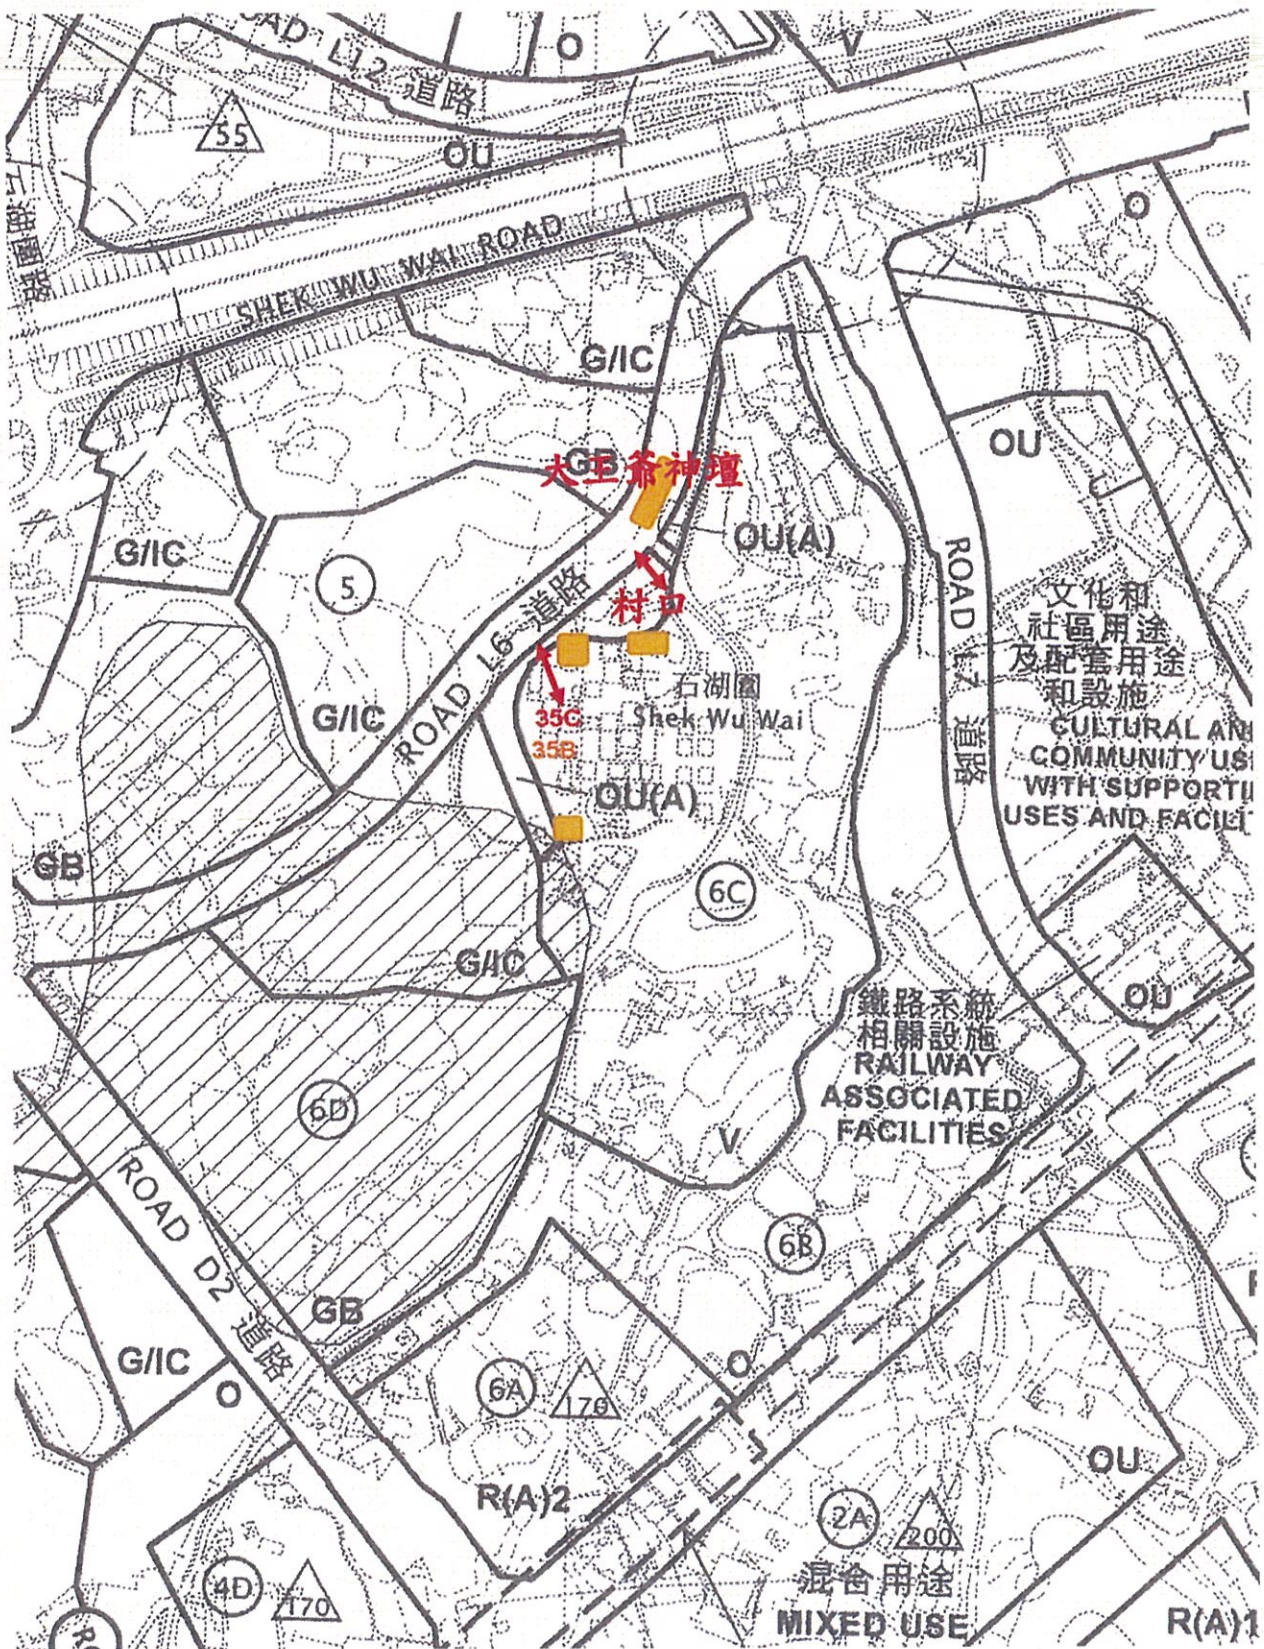 ROAD L12 道路
O
V
55
OU
石湖圍路
SHEK WU WAI ROAD
O
G/IC
OU
GB
大王爺神壇
OU(A)
G/IC
5
村口
ROAD L6 道路
ROAD L7 道路
文化和
社區用途
及配套用途
和設施
CULTURAL AN
COMMUNITY US
WITH SUPPORTI
USES AND FACILIT
石湖圍
Shek Wu Wai
G/IC
35C
35B
OU(A)
GB
6C
G/IC
OU
鐵路系統
相關設施
RAILWAY
ASSOCIATED
FACILITIES
6D
V
ROAD D2 道路
6B
GB
G/IC
O
6A
170
O
R(A)2
OU
2A
200
混合用途
MIXED USE
4D
170
R(A)1